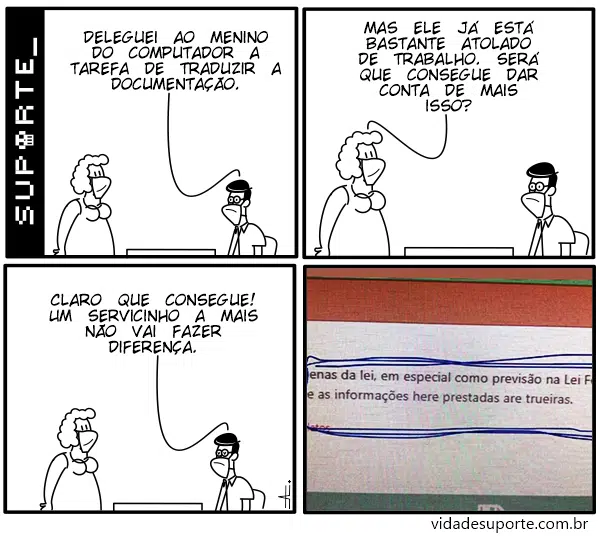 SUPORTE_
DELEGUEI AO MENINO
DO COMPUTADOR A
TAREFA DE TRADUZIR A
DOCUMENTAÇÃO.
MAS ELE JÁ ESTÁ
BASTANTE ATOLADO
DE TRABALHO. SERÁ
QUE CONSEGUE DAR
CONTA DE MAIS
ISSO?
CLARO QUE CONSEGUE!
UM SERVICINHO A MAIS
NÃO VAI FAZER
DIFERENÇA.
enas da lei, em especial como previsão na Lei
e as informações here prestadas are trueiras.
vidadesuporte.com.br